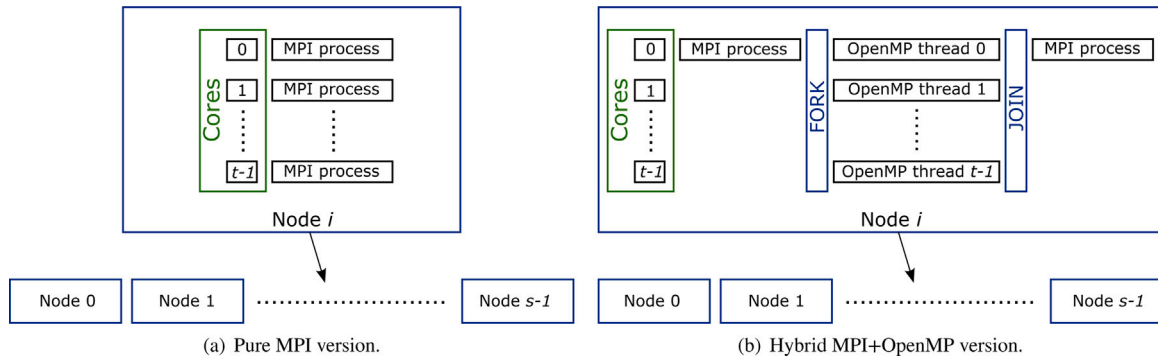 Cores
0 MPI process
1 MPI process
t-1 MPI process
Node i
Node 0 Node 1 Node s-1
(a) Pure MPI version.
Cores
0 MPI process FORK OpenMP thread 0 JOIN MPI process
1 OpenMP thread 1
t-1 OpenMP thread t-1
Node i
Node 0 Node 1 Node s-1
(b) Hybrid MPI+OpenMP version.